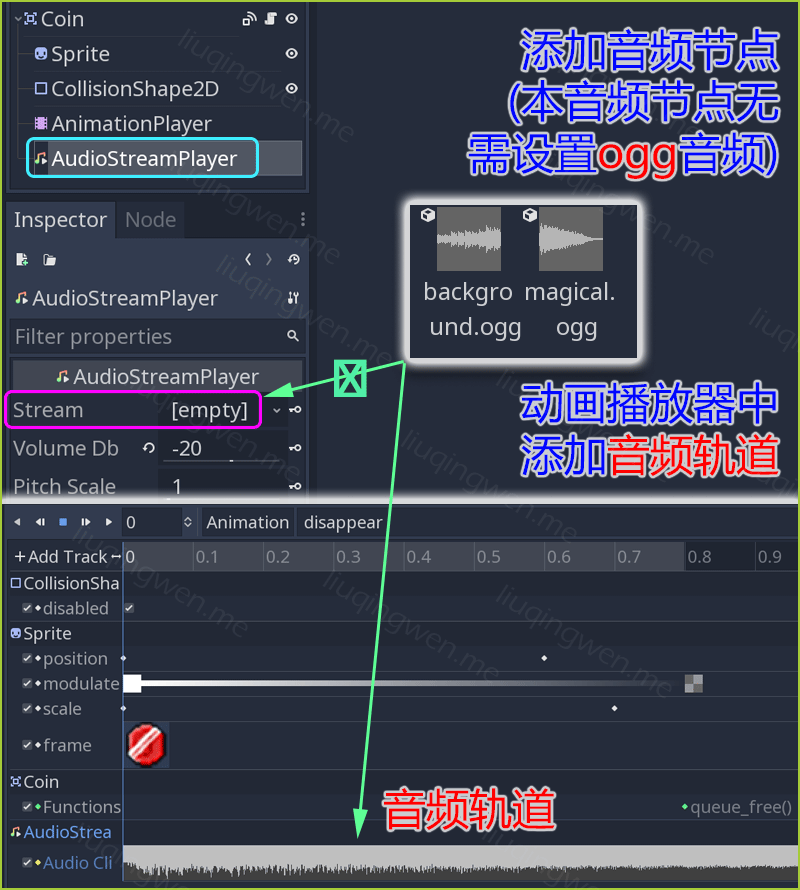 Coin
Sprite
CollisionShape2D
AnimationPlayer
AudioStreamPlayer
添加音频节点
(本音频节点无
需设置ogg音频)
Inspector
Node
AudioStreamPlayer
Filter properties
AudioStreamPlayer
Stream
[empty]
Volume Db
-20
Pitch Scale
1
backgro
und.ogg
magical.
ogg
动画播放器中
添加音频轨道
0
Animation
disappear
Add Track
0
0.1
0.2
0.3
0.4
0.5
0.6
0.7
0.8
0.9
CollisionSha
disabled
Sprite
position
modulate
scale
frame
Coin
Functions
queue_free()
AudioStrea
Audio Cli
音频轨道
liuqingwen.me